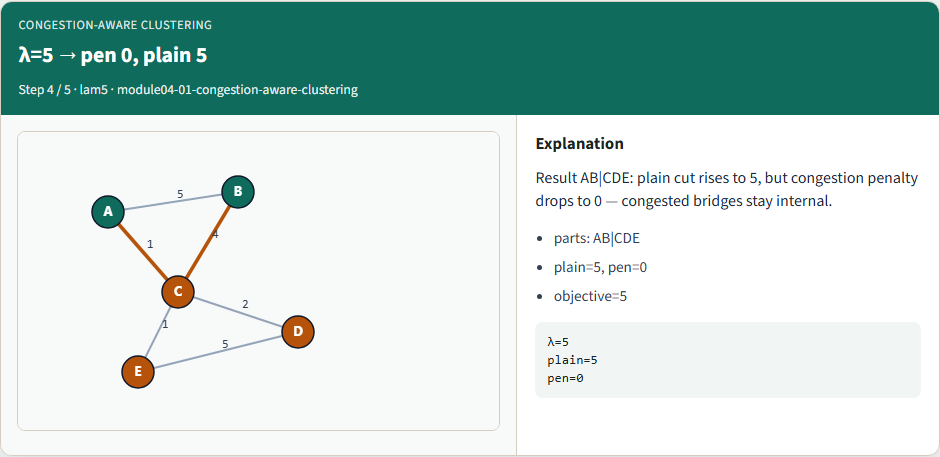 CONGESTION-AWARE CLUSTERING
λ=5 → pen 0, plain 5
Step 4 / 5 · lam5 · module04-01-congestion-aware-clustering
5
B
A
4
1
C
2
1
D
5
E
Explanation
Result AB|CDE: plain cut rises to 5, but congestion penalty
drops to 0 — congested bridges stay internal.
• parts: AB|CDE
• plain=5, pen=0
• objective=5
λ=5
plain=5
pen=0